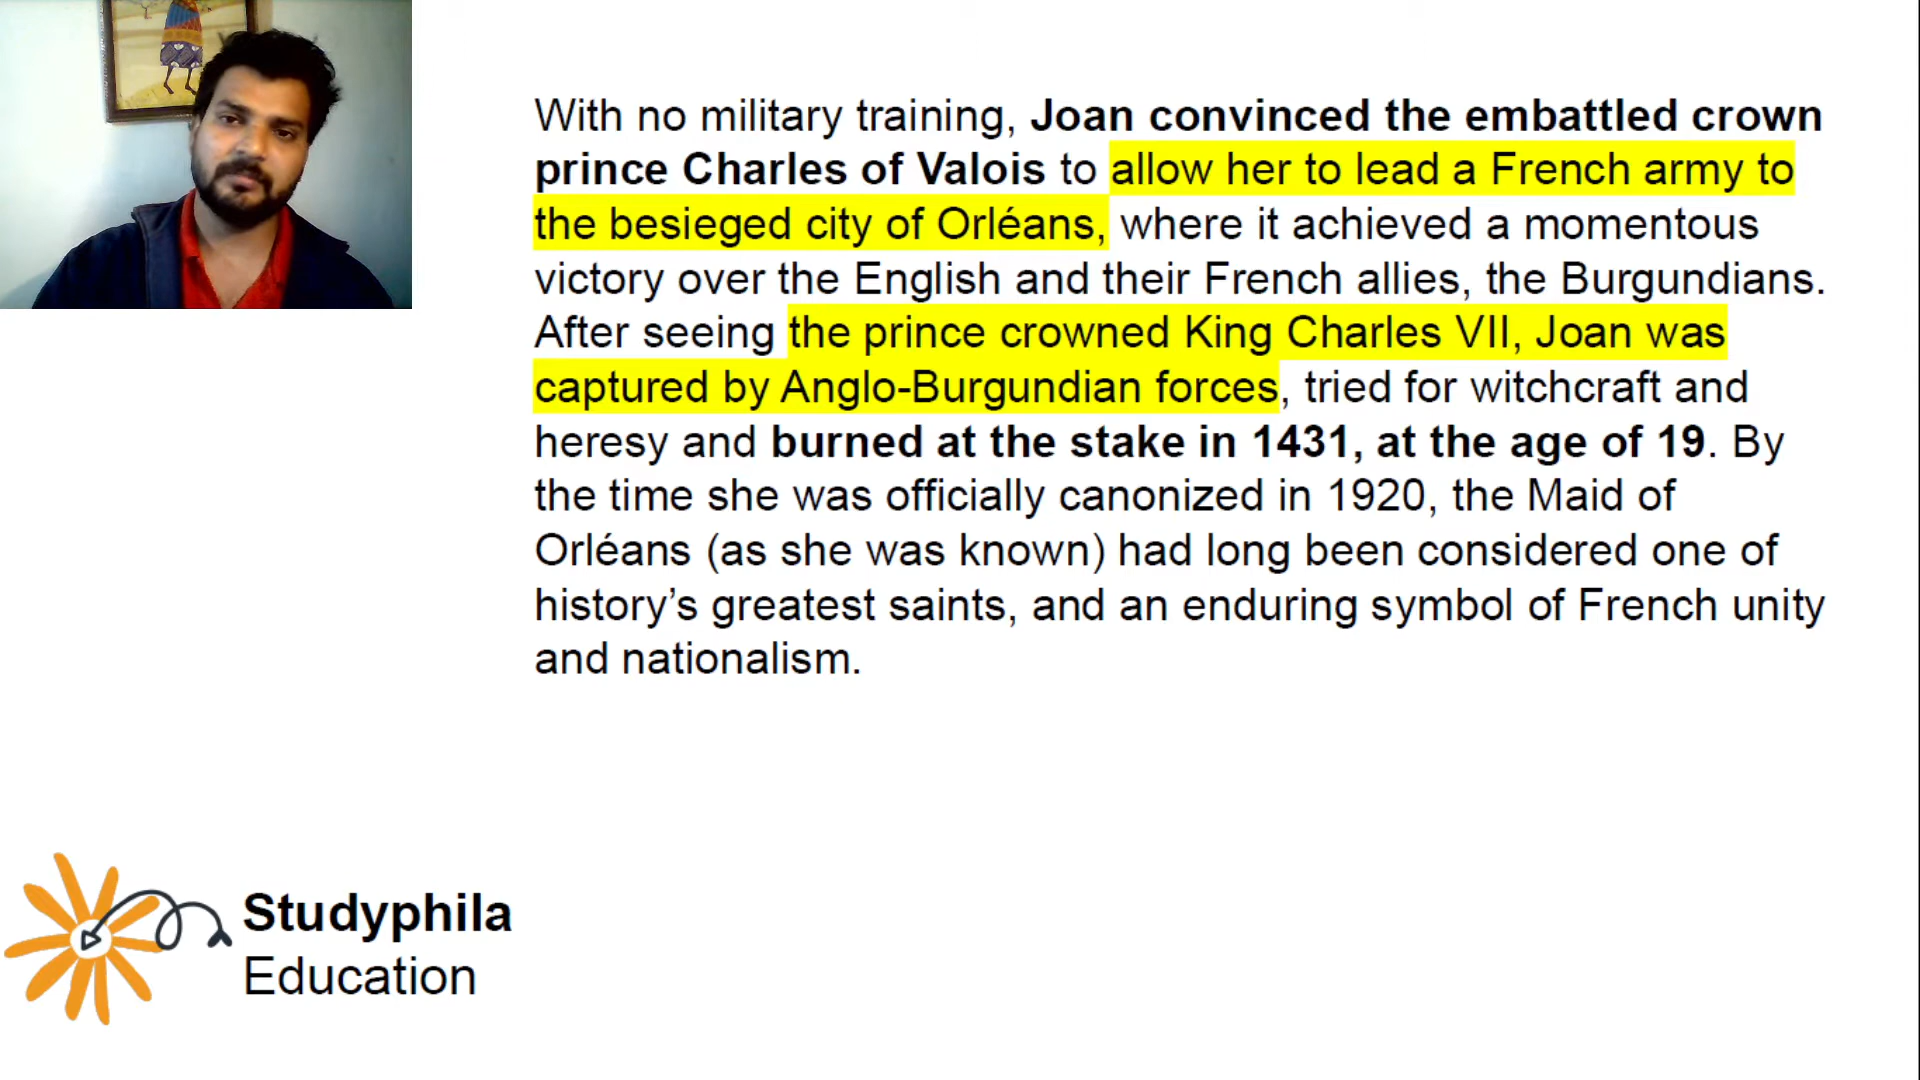 With no military training, Joan convinced the embattled crown
prince Charles of Valois to allow her to lead a French army to
the besieged city of Orléans, where it achieved a momentous
victory over the English and their French allies, the Burgundians.
After seeing the prince crowned King Charles VII, Joan was
captured by Anglo-Burgundian forces, tried for witchcraft and
heresy and burned at the stake in 1431, at the age of 19. By
the time she was officially canonized in 1920, the Maid of
Orléans (as she was known) had long been considered one of
history’s greatest saints, and an enduring symbol of French unity
and nationalism.
Studyphila
Education